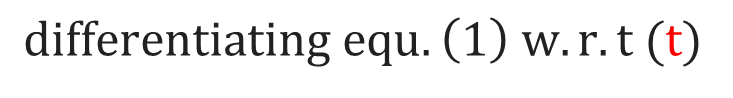 differentiating equ. (1) w. r. t (t)